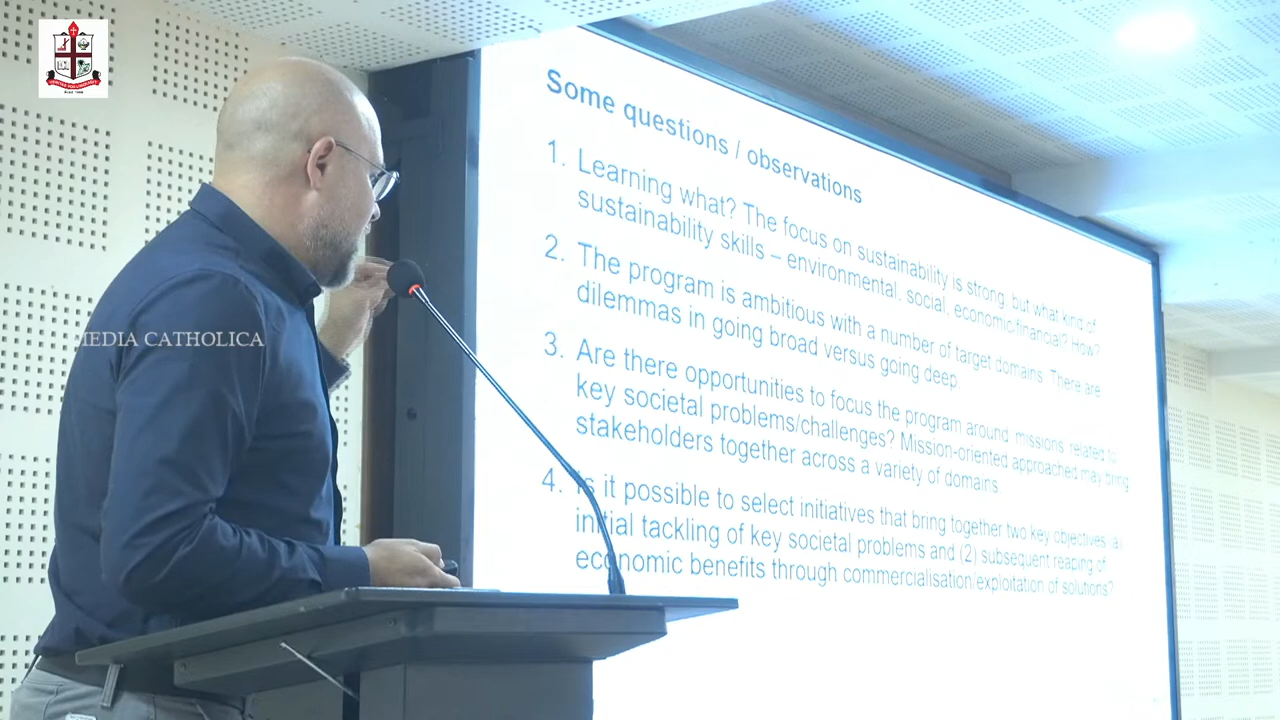 Some questions / observations
1. Learning what? The focus on sustainability is strong, but what kind of
sustainability skills – environmental, social, economic/financial? How?
2. The program is ambitious with a number of target domains. There are
dilemmas in going broad versus going deep.
3. Are there opportunities to focus the program around missions related to
key societal problems/challenges? Mission-oriented approached may bring
stakeholders together across a variety of domains.
4. Is it possible to select initiatives that bring together two key objectives (a)
initial tackling of key societal problems and (2) subsequent reaping of
economic benefits through commercialisation/exploitation of solutions?
MEDIA CATHOLICA